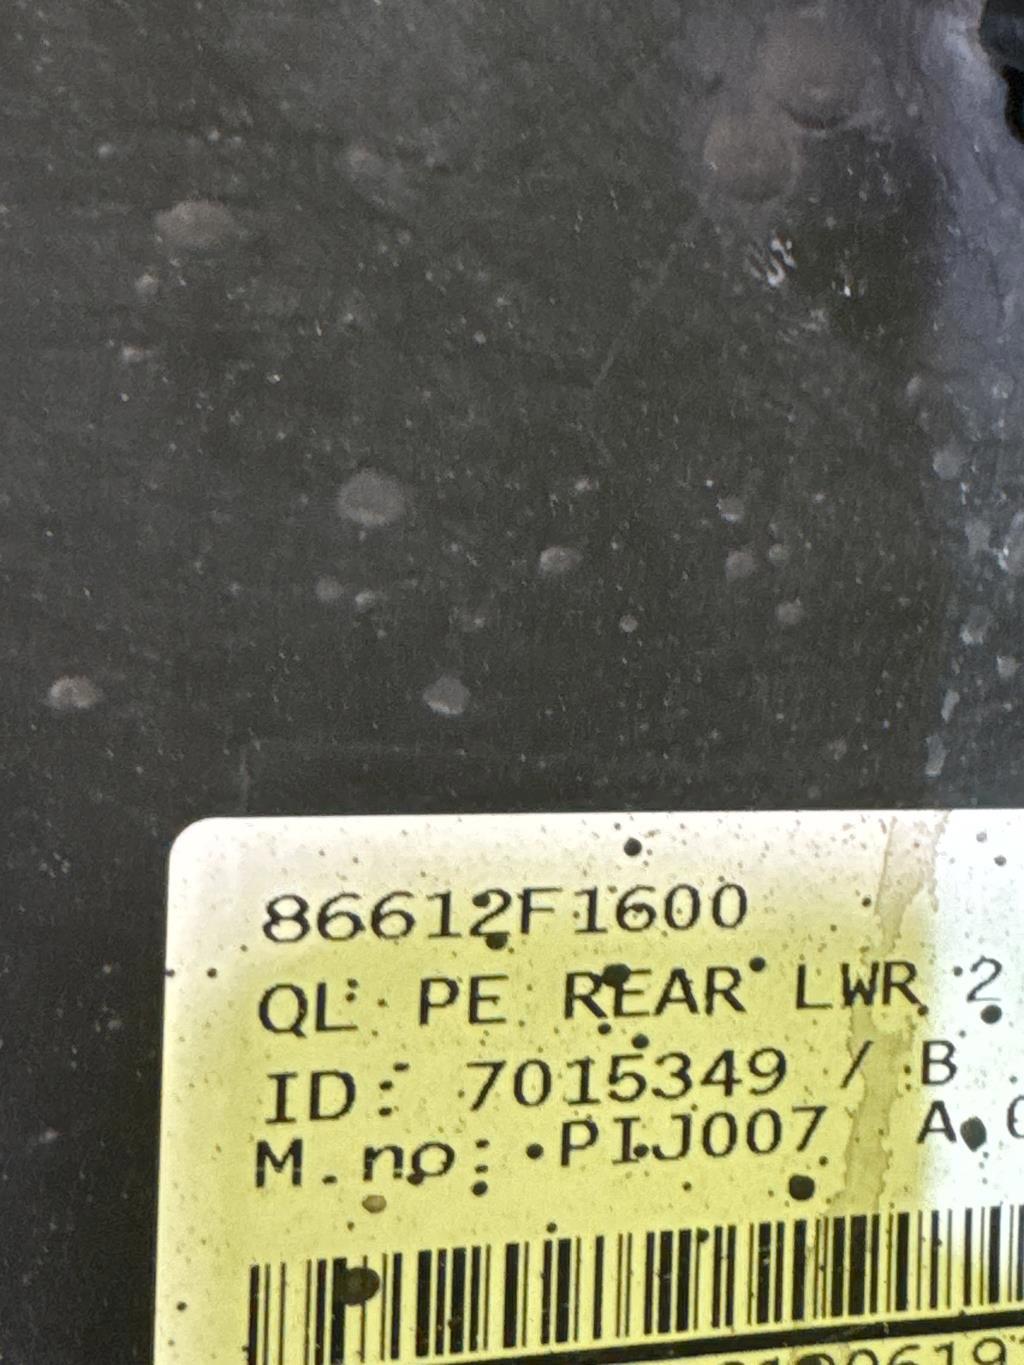 86612F1600
QL PE REAR LWR 2
ID: 7015349 / B
M.no: PIJ007 A.